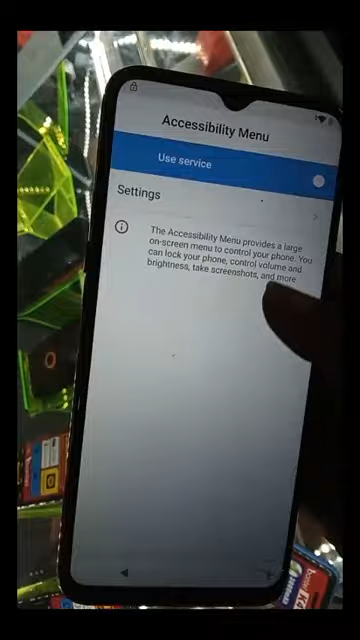 Accessibility Menu
Use service
Settings
The Accessibility Menu provides a large
on-screen menu to control your phone. You
can lock your phone, control volume and
brightness, take screenshots, and more